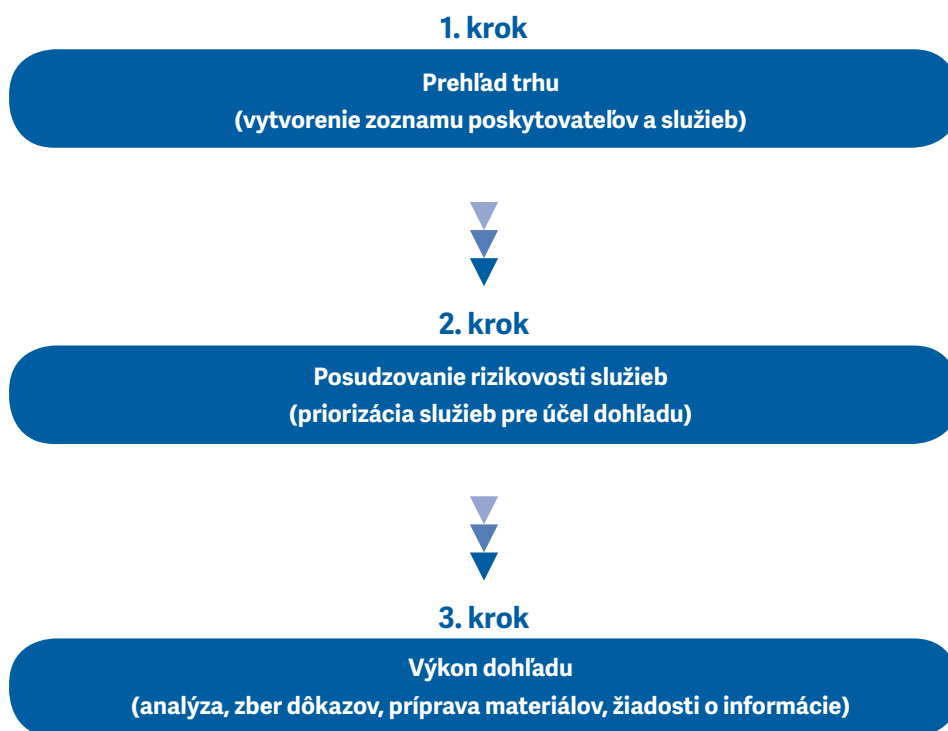 1. krok
Prehľad trhu
(vytvorenie zoznamu poskytovateľov a služieb)
2. krok
Posudzovanie rizikovosti služieb
(priorizácia služieb pre účel dohľadu)
3. krok
Výkon dohľadu
(analýza, zber dôkazov, príprava materiálov, žiadosti o informácie)